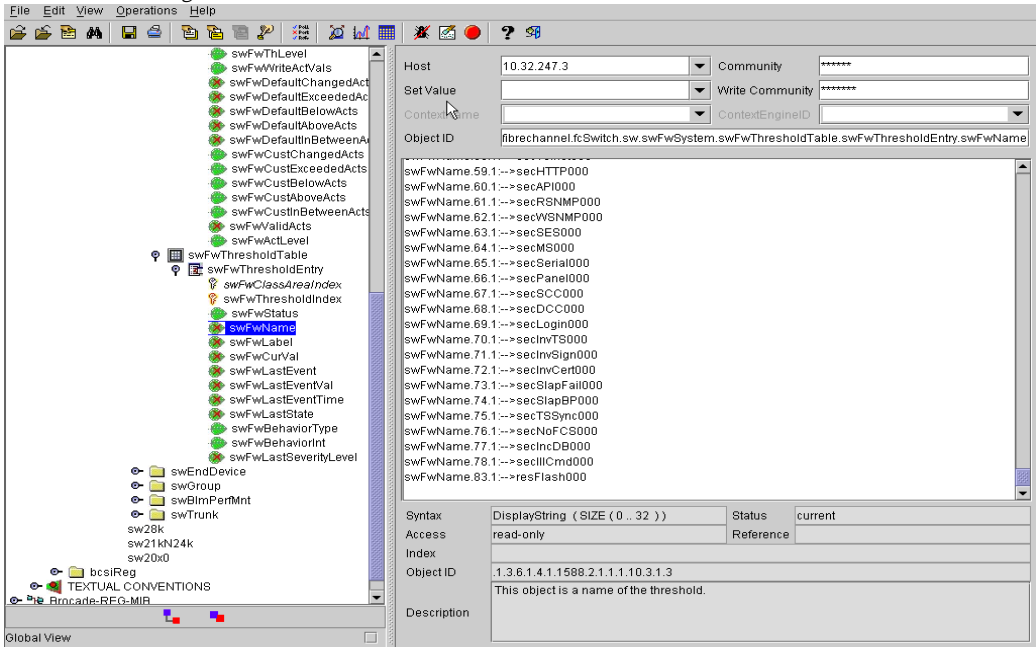 File Edit View Operations Help
swFwThLevel
swFwWriteActVals
swFwDefaultChangedAct
swFwDefaultExceededAc
swFwDefaultBelowActs
swFwDefaultAboveActs
swFwDefaultInBetweenA
swFwCustChangedActs
swFwCustExceededActs
swFwCustBelowActs
swFwCustAboveActs
swFwCustInBetweenActs
swFwValidActs
swFwActLevel
swFwThresholdTable
swFwThresholdEntry
swFwClassAreaIndex
swFwThresholdIndex
swFwStatus
swFwName
swFwLabel
swFwCurVal
swFwLastEvent
swFwLastEventVal
swFwLastEventTime
swFwLastState
swFwBehaviorType
swFwBehaviorInt
swFwLastSeverityLevel
swEndDevice
swGroup
swBlmPerfMnt
swTrunk
sw28k
sw21kN24k
sw20x0
bcsiReg
TEXTUAL CONVENTIONS
Brocade-REG-MIB
Global View
Host 10.32.247.3 Community ******
Set Value Write Community *******
ContextName ContextEngineID
Object ID fibrechannel.fcSwitch.sw.swFwSystem.swFwThresholdTable.swFwThresholdEntry.swFwName
swFwName.59.1:-->secHTTP000
swFwName.60.1:-->secAPI000
swFwName.61.1:-->secRSNMP000
swFwName.62.1:-->secWSNMP000
swFwName.63.1:-->secSES000
swFwName.64.1:-->secMS000
swFwName.65.1:-->secSerial000
swFwName.66.1:-->secPanel000
swFwName.67.1:-->secSCC000
swFwName.68.1:-->secDCC000
swFwName.69.1:-->secLogin000
swFwName.70.1:-->secInvTS000
swFwName.71.1:-->secInvSign000
swFwName.72.1:-->secInvCert000
swFwName.73.1:-->secSlapFail000
swFwName.74.1:-->secSlapBP000
swFwName.75.1:-->secTSSync000
swFwName.76.1:-->secNoFCS000
swFwName.77.1:-->secIncDB000
swFwName.78.1:-->secIllCmd000
swFwName.83.1:-->resFlash000
Syntax DisplayString ( SIZE ( 0 .. 32 ) ) Status current
Access read-only Reference
Index
Object ID .1.3.6.1.4.1.1588.2.1.1.1.10.3.1.3
Description This object is a name of the threshold.